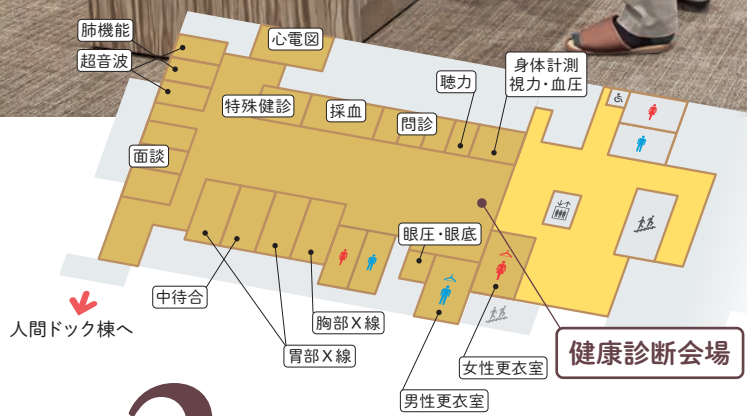 肺機能
超音波
心電図
聴力
身体計測
視力・血圧
特殊健診
採血
問診
面談
眼圧・眼底
中待合
胸部X線
胃部X線
人間ドック棟へ
女性更衣室
男性更衣室
健康診断会場